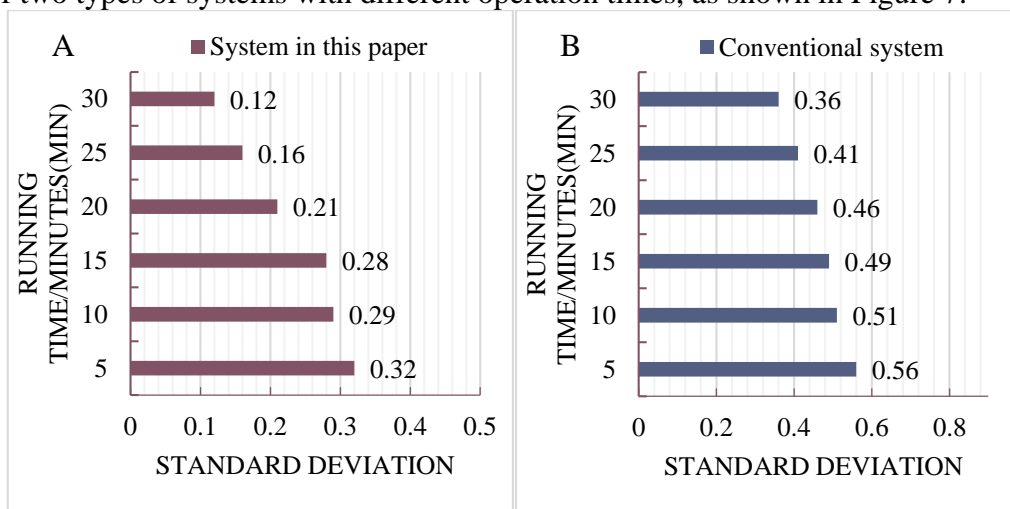 two types of systems with different operation times, as shown in Figure 7.
A
System in this paper
RUNNING
TIME/MINUTES(MIN)
30
0.12
25
0.16
20
0.21
15
0.28
10
0.29
5
0.32
0 0.1 0.2 0.3 0.4 0.5
STANDARD DEVIATION
B
Conventional system
RUNNING
TIME/MINUTES(MIN)
30
0.36
25
0.41
20
0.46
15
0.49
10
0.51
5
0.56
0 0.2 0.4 0.6 0.8
STANDARD DEVIATION